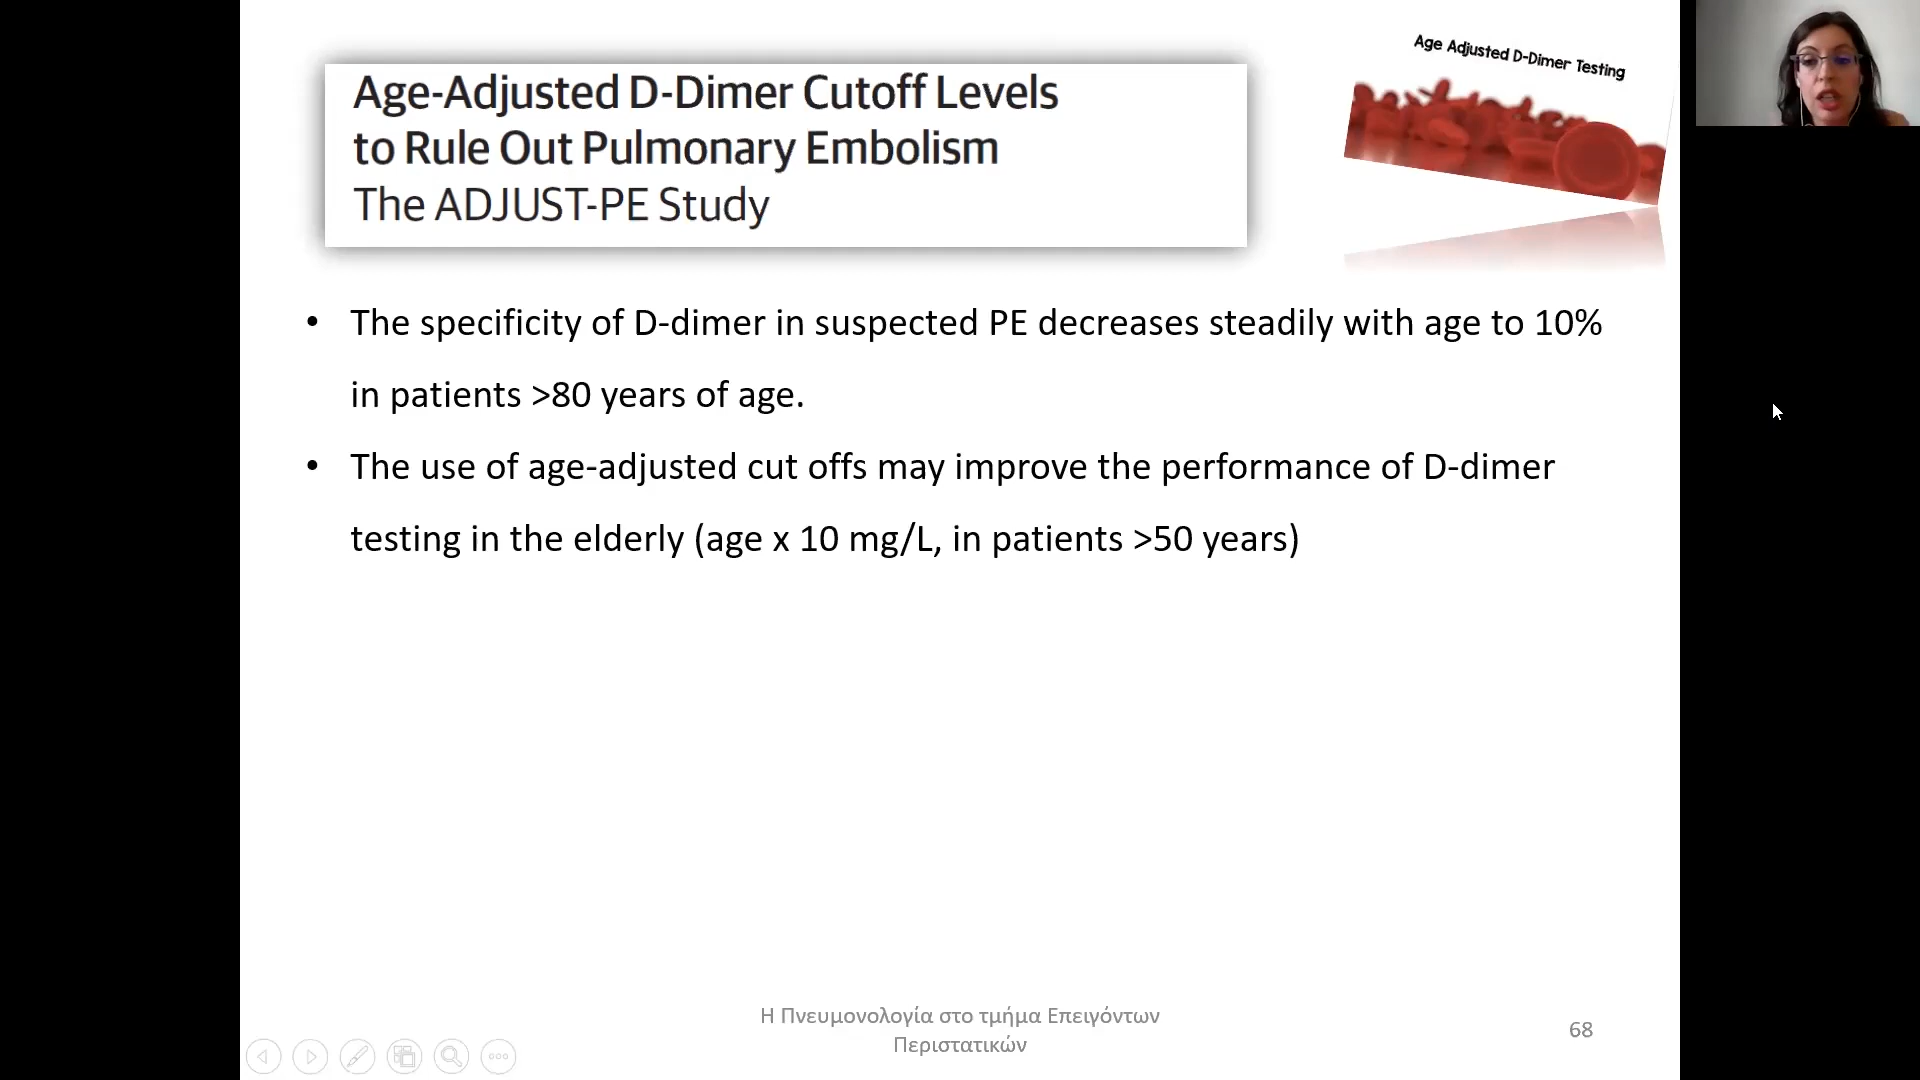 Age-Adjusted D-Dimer Cutoff Levels
to Rule Out Pulmonary Embolism
The ADJUST-PE Study
Age Adjusted D-Dimer Testing
• The specificity of D-dimer in suspected PE decreases steadily with age to 10%
in patients >80 years of age.
• The use of age-adjusted cut offs may improve the performance of D-dimer
testing in the elderly (age x 10 mg/L, in patients >50 years)
Η Πνευμονολογία στο τμήμα Επειγόντων
Περιστατικών
68